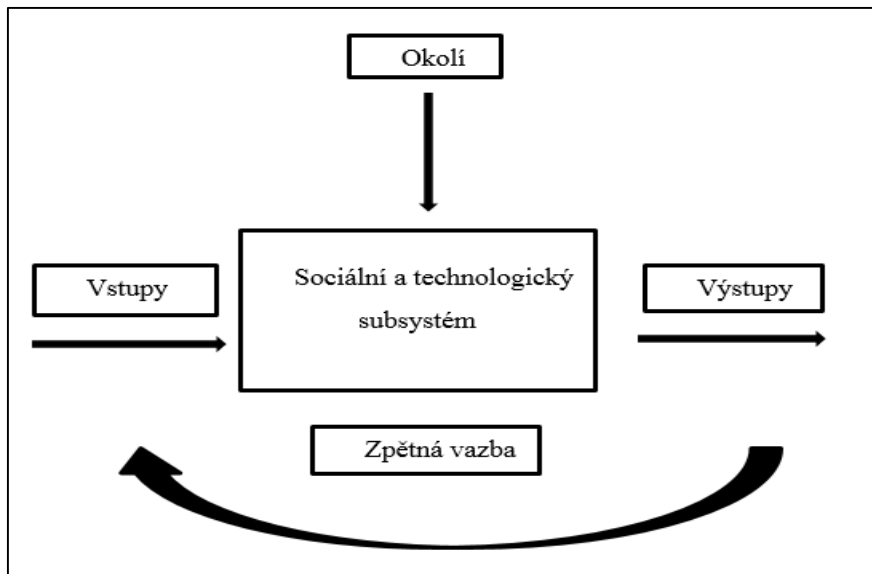 Okolí
Vstupy
Sociální a technologický
subsystém
Výstupy
Zpětná vazba